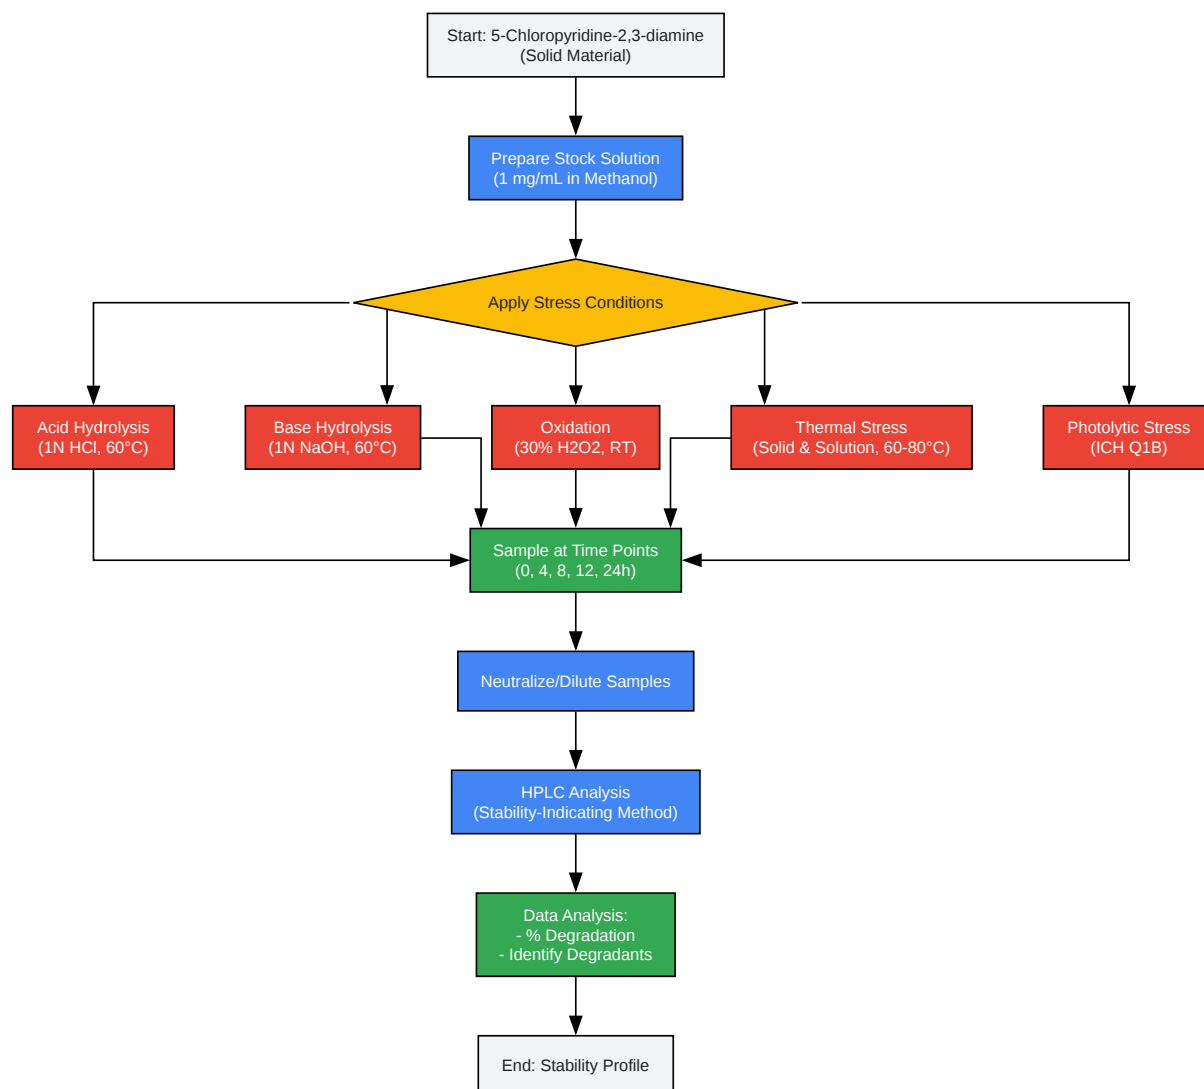 Start: 5-Chloropyridine-2,3-diamine
(Solid Material)
Prepare Stock Solution
(1 mg/mL in Methanol)
Apply Stress Conditions
Acid Hydrolysis
(1N HCl, 60°C)
Base Hydrolysis
(1N NaOH, 60°C)
Oxidation
(30% H2O2, RT)
Thermal Stress
(Solid & Solution, 60-80°C)
Photolytic Stress
(ICH Q1B)
Sample at Time Points
(0, 4, 8, 12, 24h)
Neutralize/Dilute Samples
HPLC Analysis
(Stability-Indicating Method)
Data Analysis:
- % Degradation
- Identify Degradants
End: Stability Profile